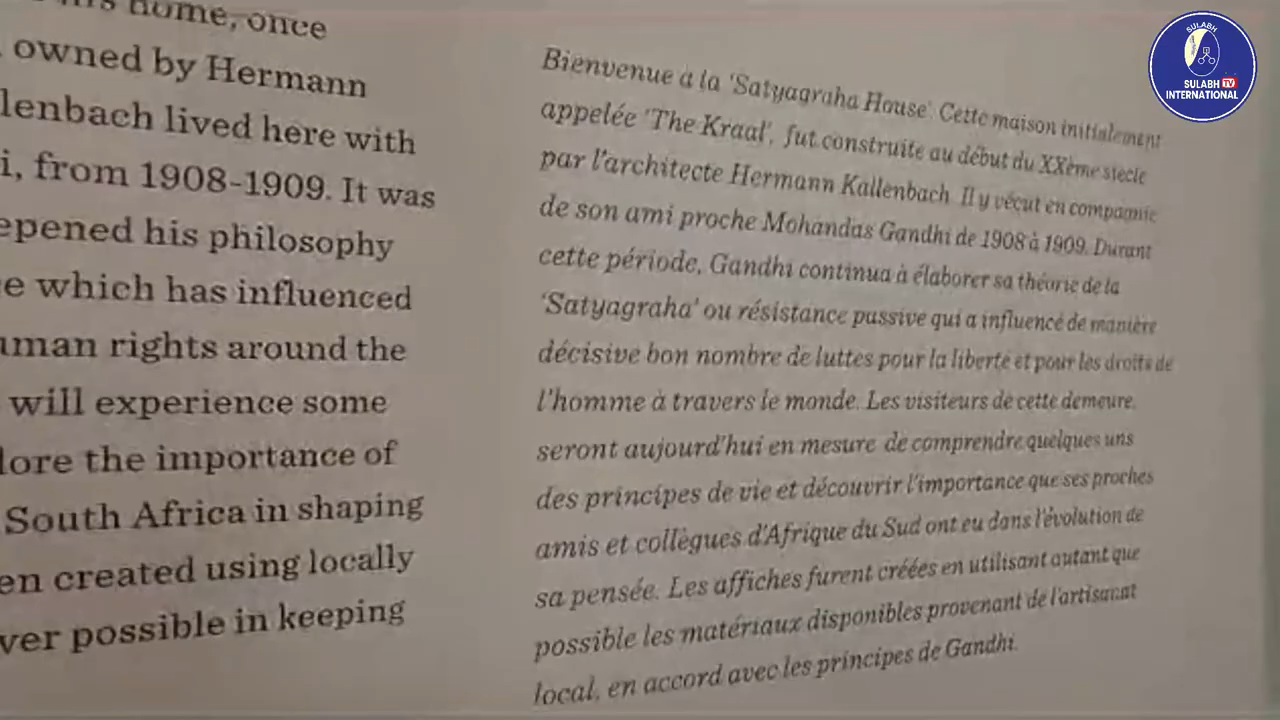 home, once
owned by Hermann
lenbach lived here with
i, from 1908-1909. It was
epened his philosophy
e which has influenced
uman rights around the
will experience some
lore the importance of
South Africa in shaping
en created using locally
ver possible in keeping
Bienvenue à la 'Satyagraha House'. Cette maison initialement
appelée 'The Kraal', fut construite au début du XXème siècle
par l'architecte Hermann Kallenbach. Il y vécut en compagnie
de son ami proche Mohandas Gandhi de 1908 à 1909. Durant
cette période, Gandhi continua à élaborer sa théorie de la
'Satyagraha' ou résistance passive qui a influencé de manière
décisive bon nombre de luttes pour la liberté et pour les droits de
l'homme à travers le monde. Les visiteurs de cette demeure,
seront aujourd'hui en mesure de comprendre quelques uns
des principes de vie et découvrir l'importance que ses proches
amis et collègues d'Afrique du Sud ont eu dans l'évolution de
sa pensée. Les affiches furent créées en utilisant autant que
possible les matériaux disponibles provenant de l'artisanat
local, en accord avec les principes de Gandhi.
SULABH
SULABH TV
INTERNATIONAL